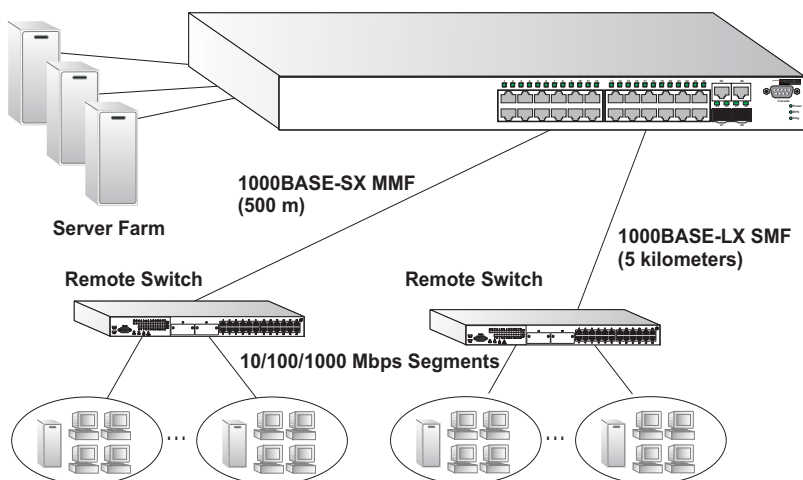 1000BASE-SX MMF
(500 m)
Server Farm
1000BASE-LX SMF
(5 kilometers)
Remote Switch
Remote Switch
10/100/1000 Mbps Segments
...
...